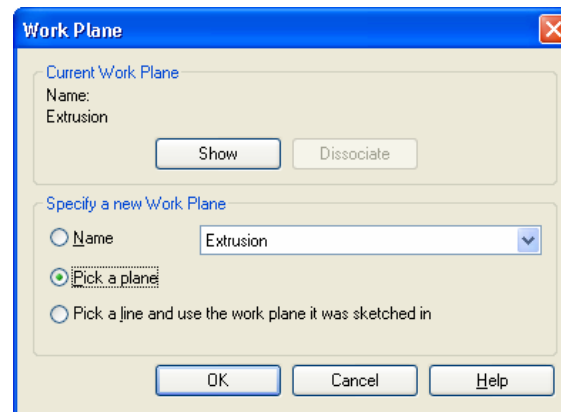 Work Plane
Current Work Plane
Name:
Extrusion
Show Dissociate
Specify a new Work Plane
Name Extrusion
Pick a plane
Pick a line and use the work plane it was sketched in
OK Cancel Help